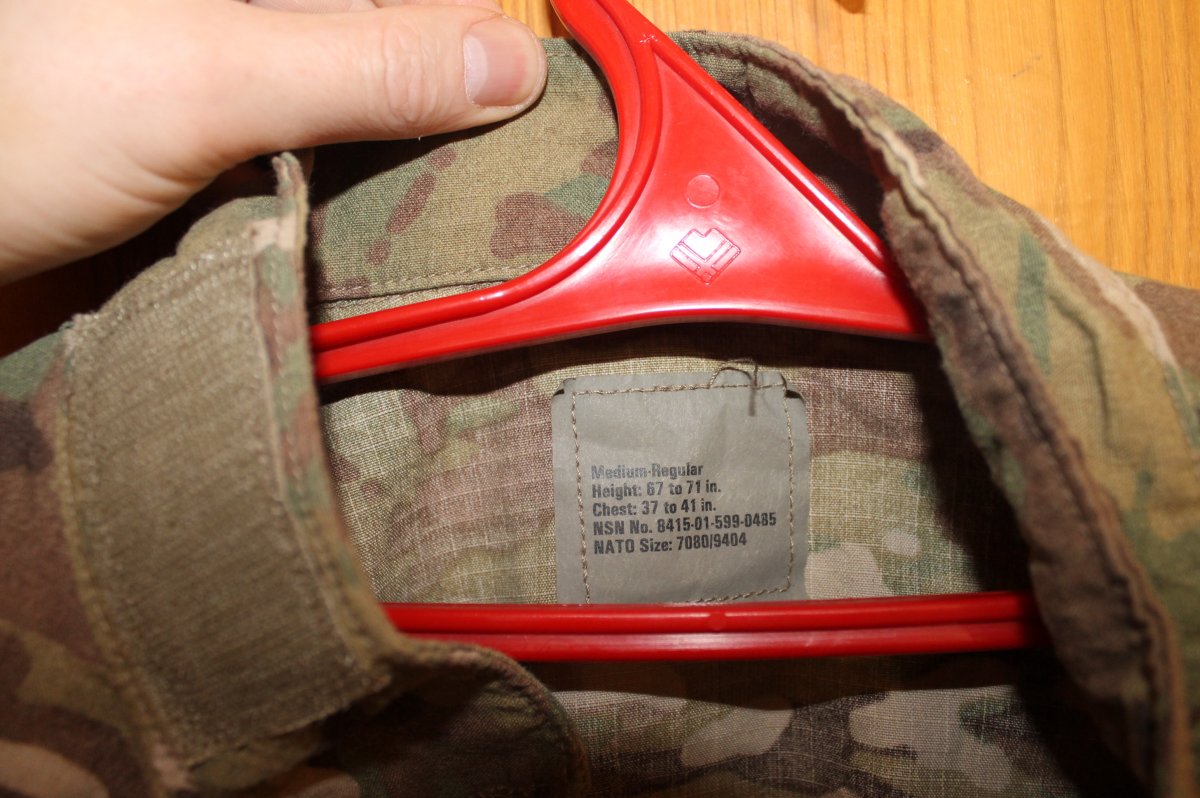 Medium-Regular
Height: 67 to 71 in.
Chest: 37 to 41 in.
NSN No. 8415-01-599-0485
NATO Size: 7080/9404